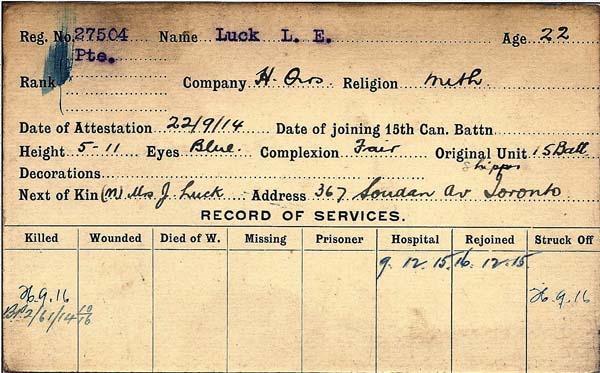 Reg. No. 27504 Name Luck L. E. Age 22
Pte.
Rank Company Religion Meth
Date of Attestation 22/9/14 Date of joining 15th Can. Battn
Height 5-11 Eyes Blue. Complexion Fair Original Unit 15 Batt
Decorations
Next of Kin (M) Mrs J. Luck Address 367 Soudan Av Toronto
RECORD OF SERVICES.
Killed Wounded Died of W. Missing Prisoner Hospital Rejoined Struck Off
9.12.15. 16.12.15.
26.9.16 26.9.16